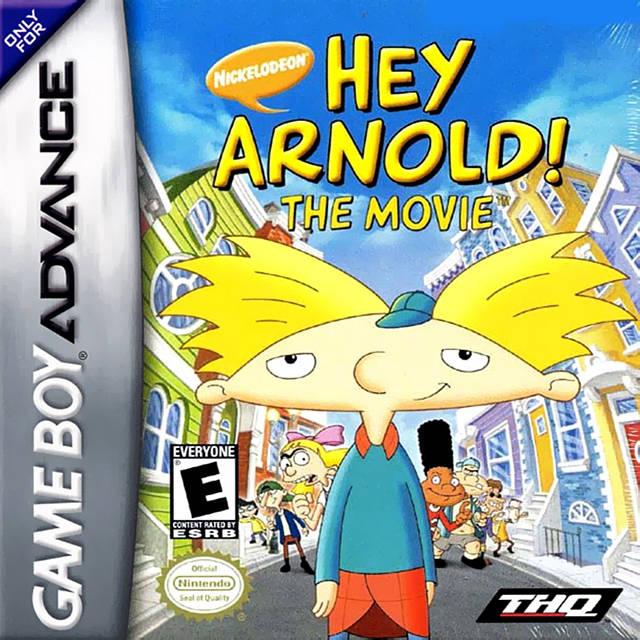 ONLY
FOR
GAME BOY ADVANCE
NICKELODEON
HEY
ARNOLD!
THE MOVIE™
EVERYONE
E
CONTENT RATED BY
ESRB
Official
Nintendo
Seal of Quality
THQ